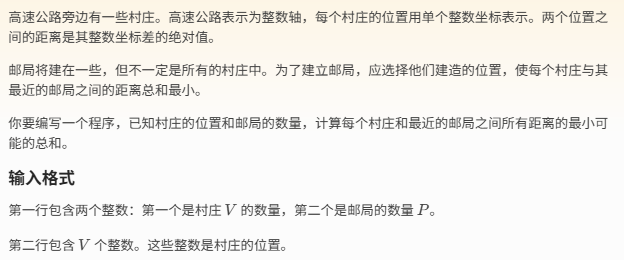 高速公路旁边有一些村庄。高速公路表示为整数轴，每个村庄的位置用单个整数坐标表示。两个位置之
间的距离是其整数坐标差的绝对值。
邮局将建在一些，但不一定是所有的村庄中。为了建立邮局，应选择他们建造的位置，使每个村庄与其
最近的邮局之间的距离总和最小。
你要编写一个程序，已知村庄的位置和邮局的数量，计算每个村庄和最近的邮局之间所有距离的最小可
能的总和。
输入格式
第一行包含两个整数：第一个是村庄 V 的数量，第二个是邮局的数量 P。
第二行包含 V 个整数。这些整数是村庄的位置。